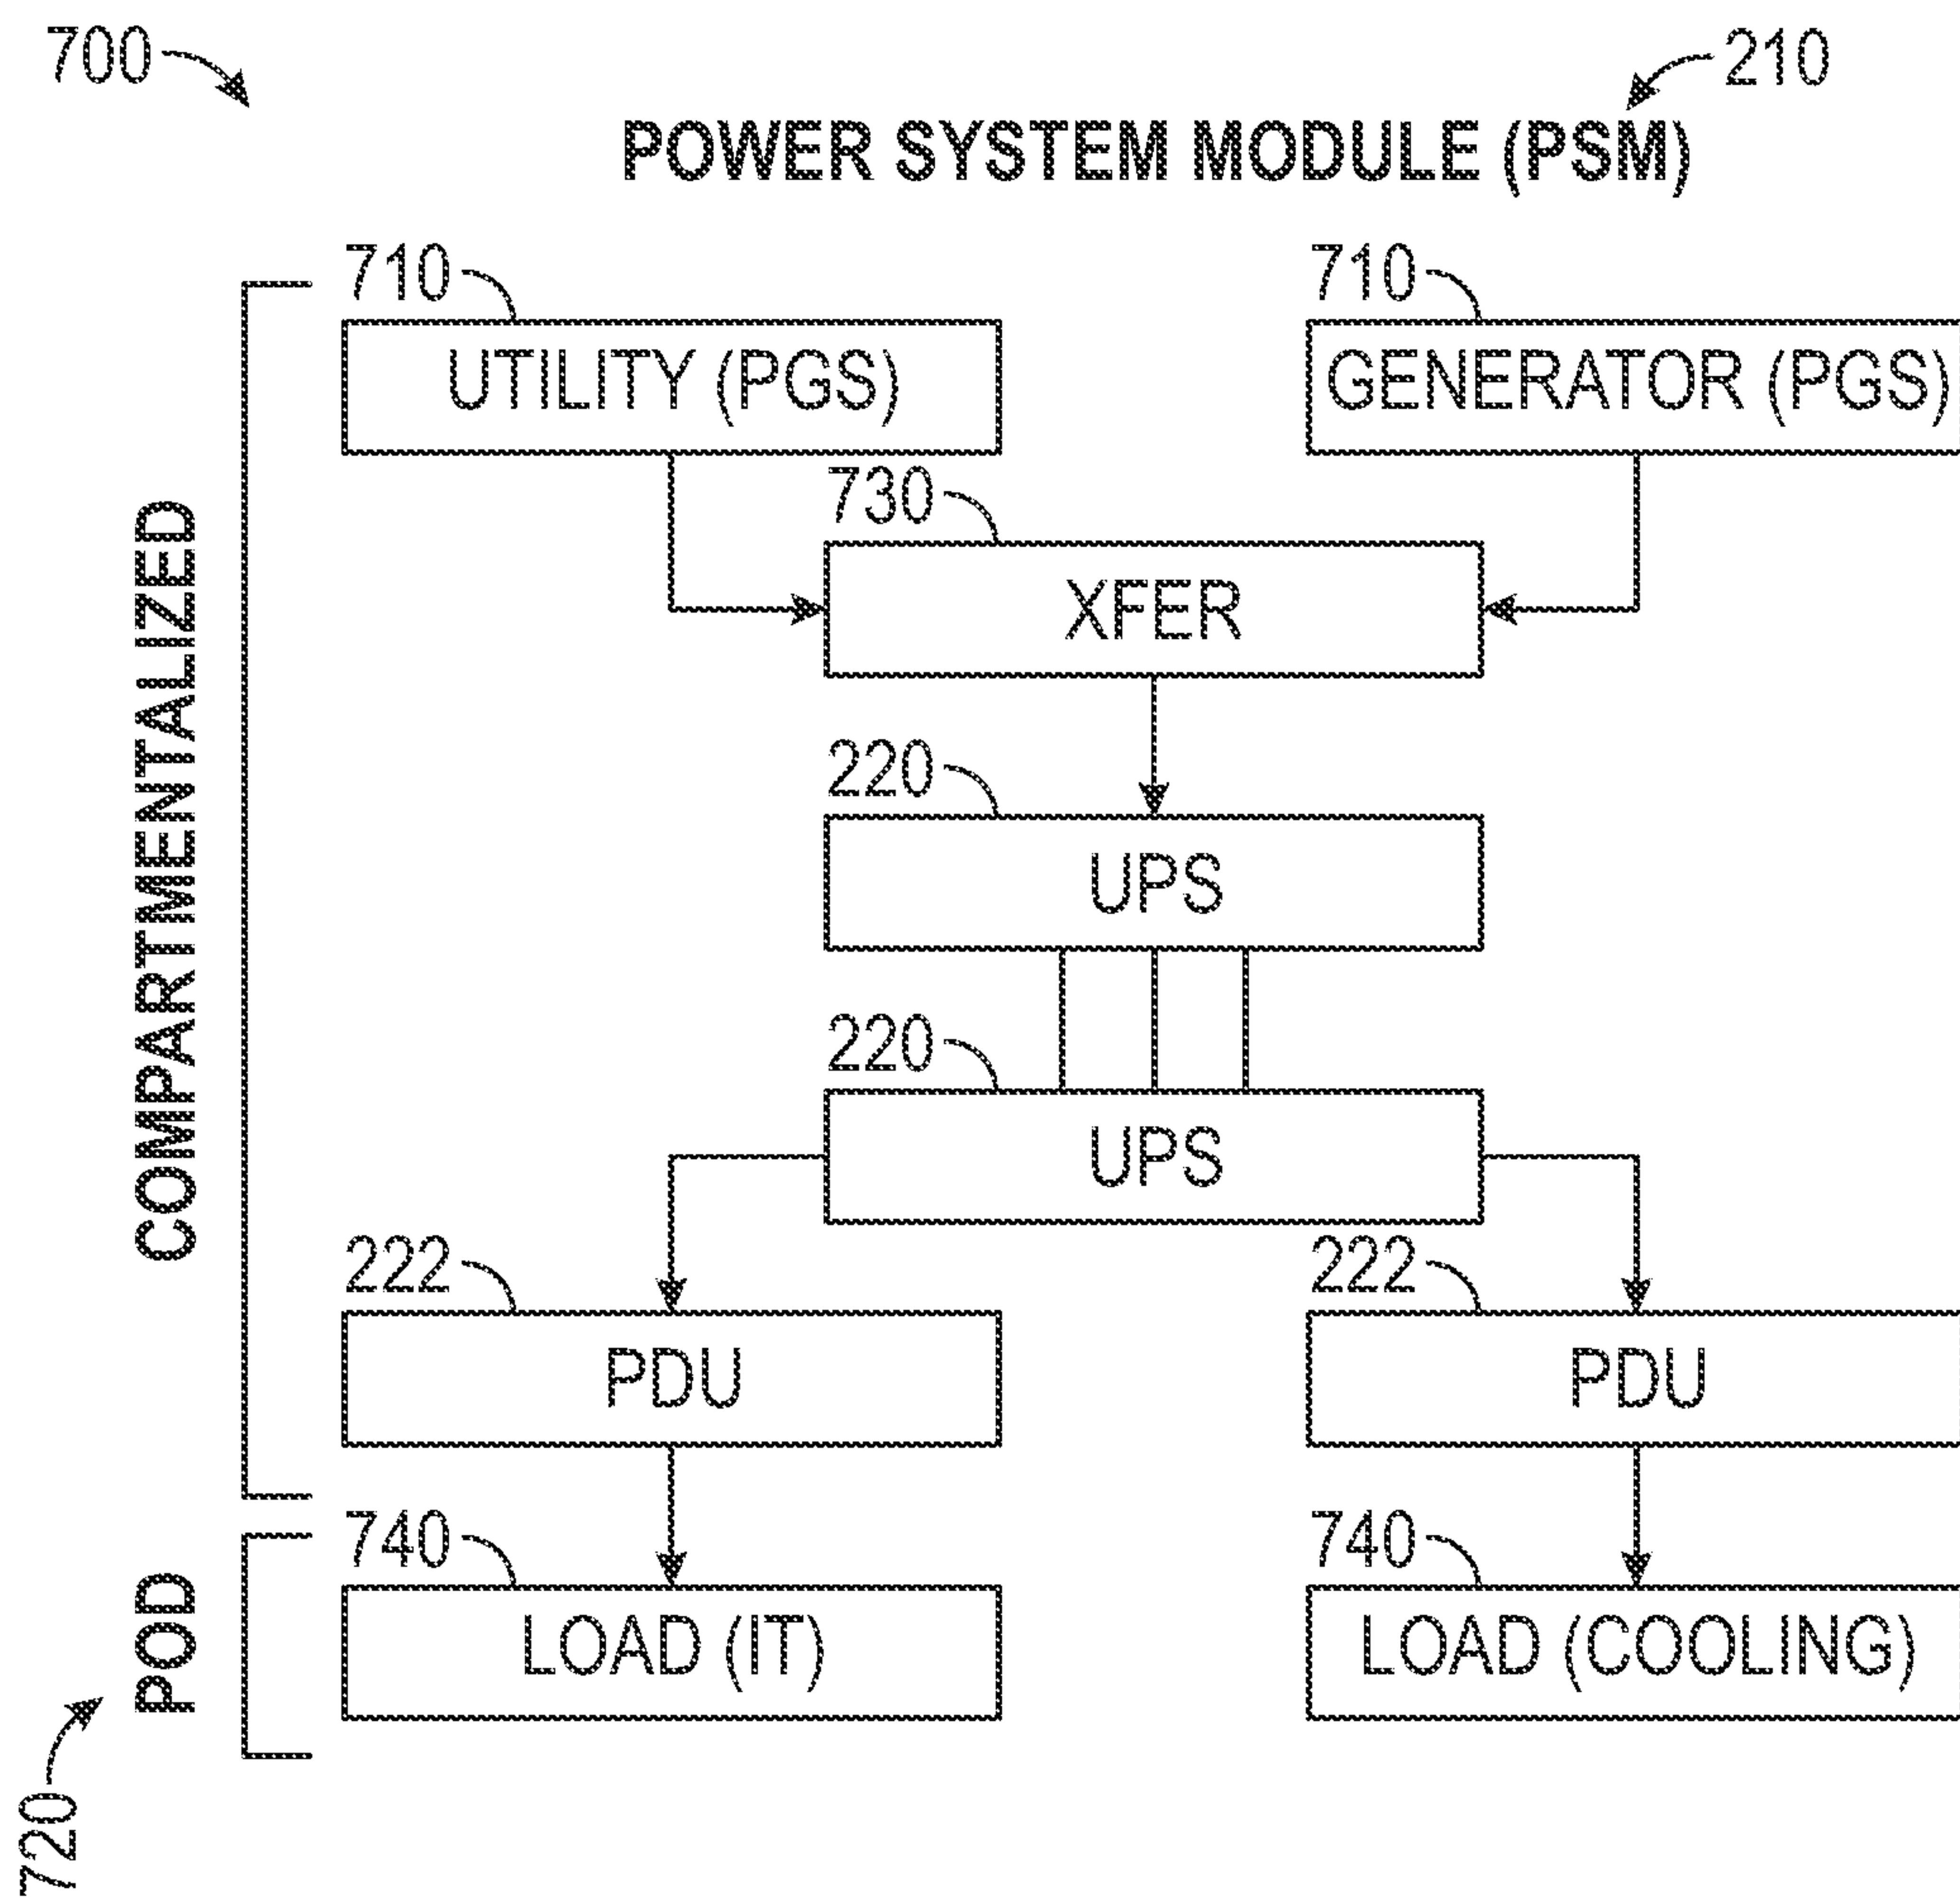 700
210
POWER SYSTEM MODULE (PSM)
710
710
UTILITY (PGS)
GENERATOR (PGS)
730
XFER
220
UPS
220
UPS
222
222
PDU
PDU
740
740
LOAD (IT)
LOAD (COOLING)
COMPARTMENTALIZED
POD
720